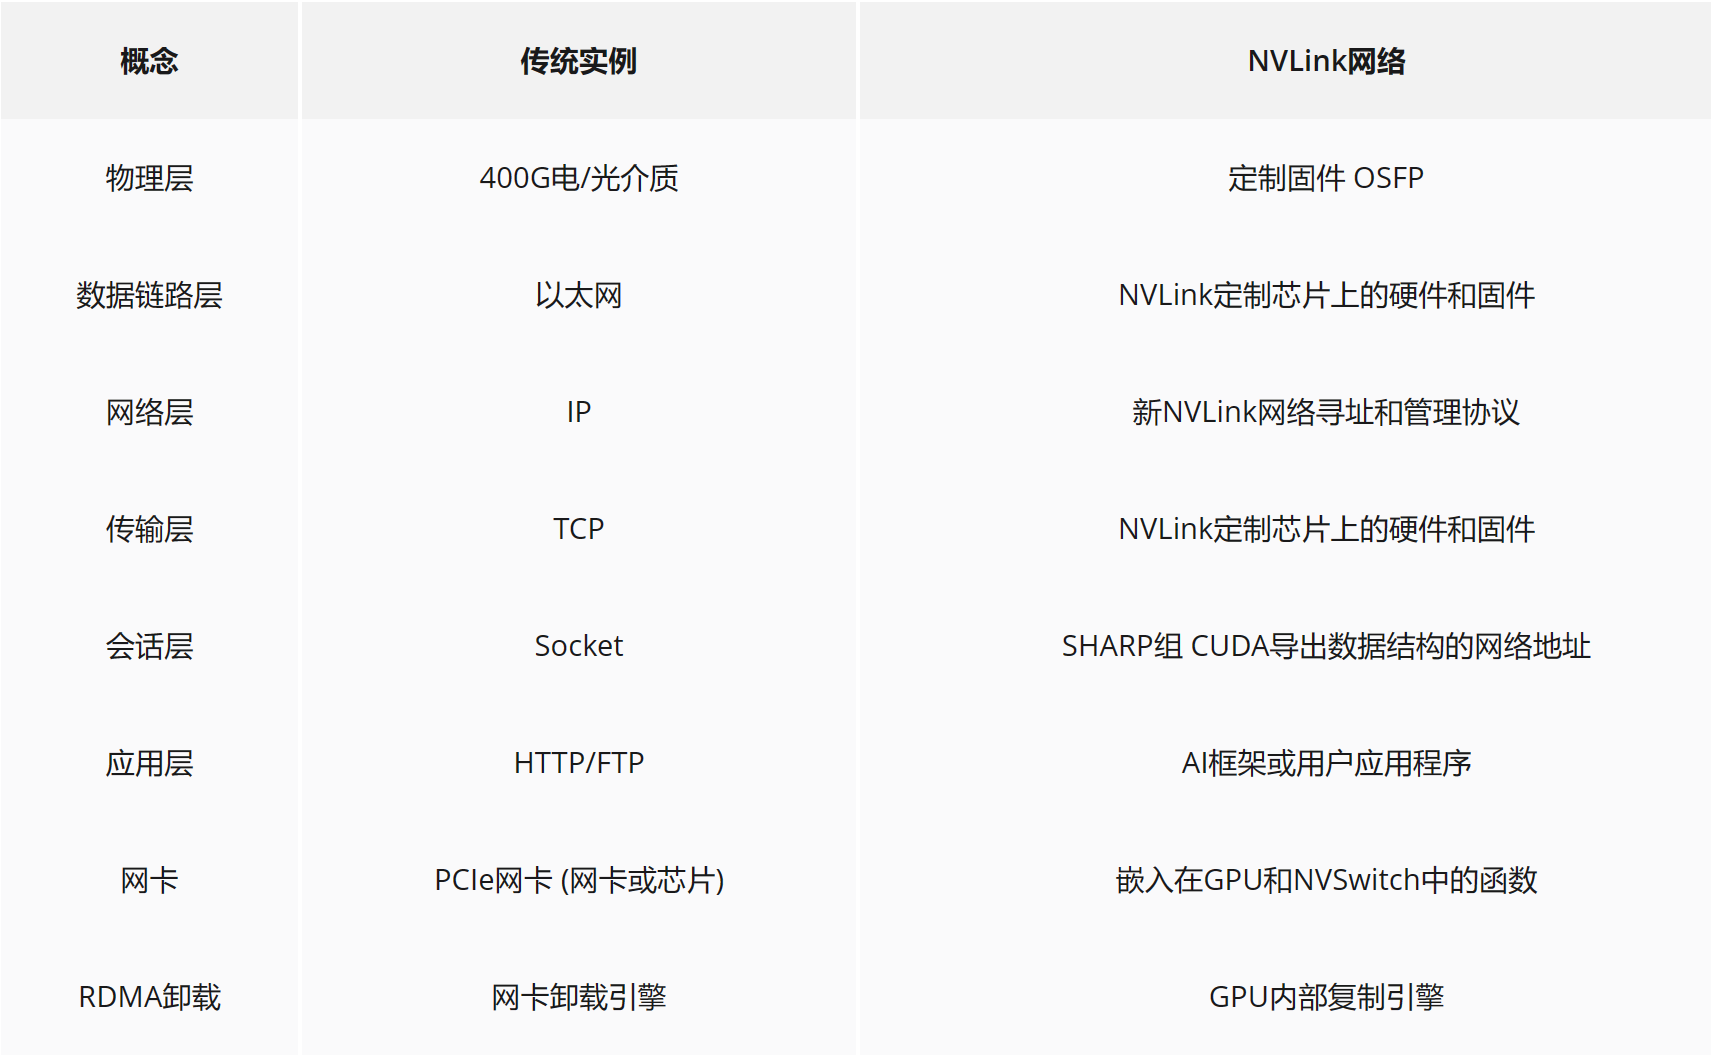 概念 传统实例 NVLink网络
物理层 400G电/光介质 定制固件 OSFP
数据链路层 以太网 NVLink定制芯片上的硬件和固件
网络层 IP 新NVLink网络寻址和管理协议
传输层 TCP NVLink定制芯片上的硬件和固件
会话层 Socket SHARP组 CUDA导出数据结构的网络地址
应用层 HTTP/FTP AI框架或用户应用程序
网卡 PCIe网卡 (网卡或芯片) 嵌入在GPU和NVSwitch中的函数
RDMA卸载 网卡卸载引擎 GPU内部复制引擎